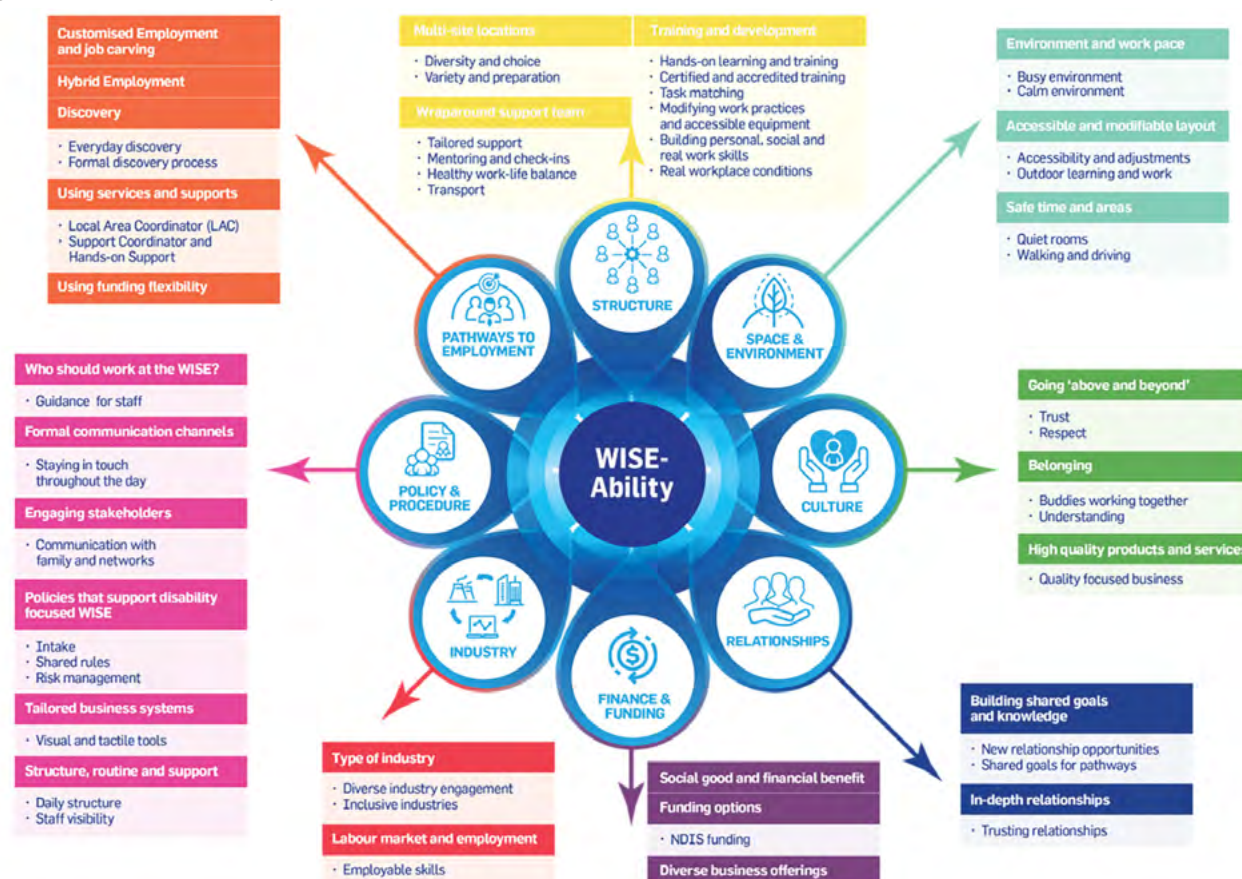 Customised Employment
and job carving
Hybrid Employment
Discovery
· Everyday discovery
· Formal discovery process
Using services and supports
· Local Area Coordinator (LAC)
· Support Coordinator and
Hands-on Support
Using funding flexibility
Multi-site locations
· Diversity and choice
· Variety and preparation
Wraparound support team
· Tailored support
· Mentoring and check-ins
· Healthy work-life balance
· Transport
Training and development
· Hands-on learning and training
· Certified and accredited training
· Task matching
· Modifying work practices
and accessible equipment
· Building personal, social and
real work skills
· Real workplace conditions
Environment and work pace
· Busy environment
· Calm environment
Accessible and modifiable layout
· Accessibility and adjustments
· Outdoor learning and work
Safe time and areas
· Quiet rooms
· Walking and driving
STRUCTURE
PATHWAYS TO
EMPLOYMENT
SPACE &
ENVIRONMENT
WISE-
Ability
POLICY &
PROCEDURE
CULTURE
INDUSTRY
RELATIONSHIPS
FINANCE &
FUNDING
Who should work at the WISE?
· Guidance for staff
Formal communication channels
· Staying in touch
throughout the day
Engaging stakeholders
· Communication with
family and networks
Policies that support disability
focused WISE
· Intake
· Shared rules
· Risk management
Tailored business systems
· Visual and tactile tools
Structure, routine and support
· Daily structure
· Staff visibility
Going ‘above and beyond’
· Trust
· Respect
Belonging
· Buddies working together
· Understanding
High quality products and services
· Quality focused business
Type of industry
· Diverse industry engagement
· Inclusive industries
Labour market and employment
· Employable skills
Social good and financial benefit
Funding options
· NDIS funding
Diverse business offerings
Building shared goals
and knowledge
· New relationship opportunities
· Shared goals for pathways
In-depth relationships
· Trusting relationships